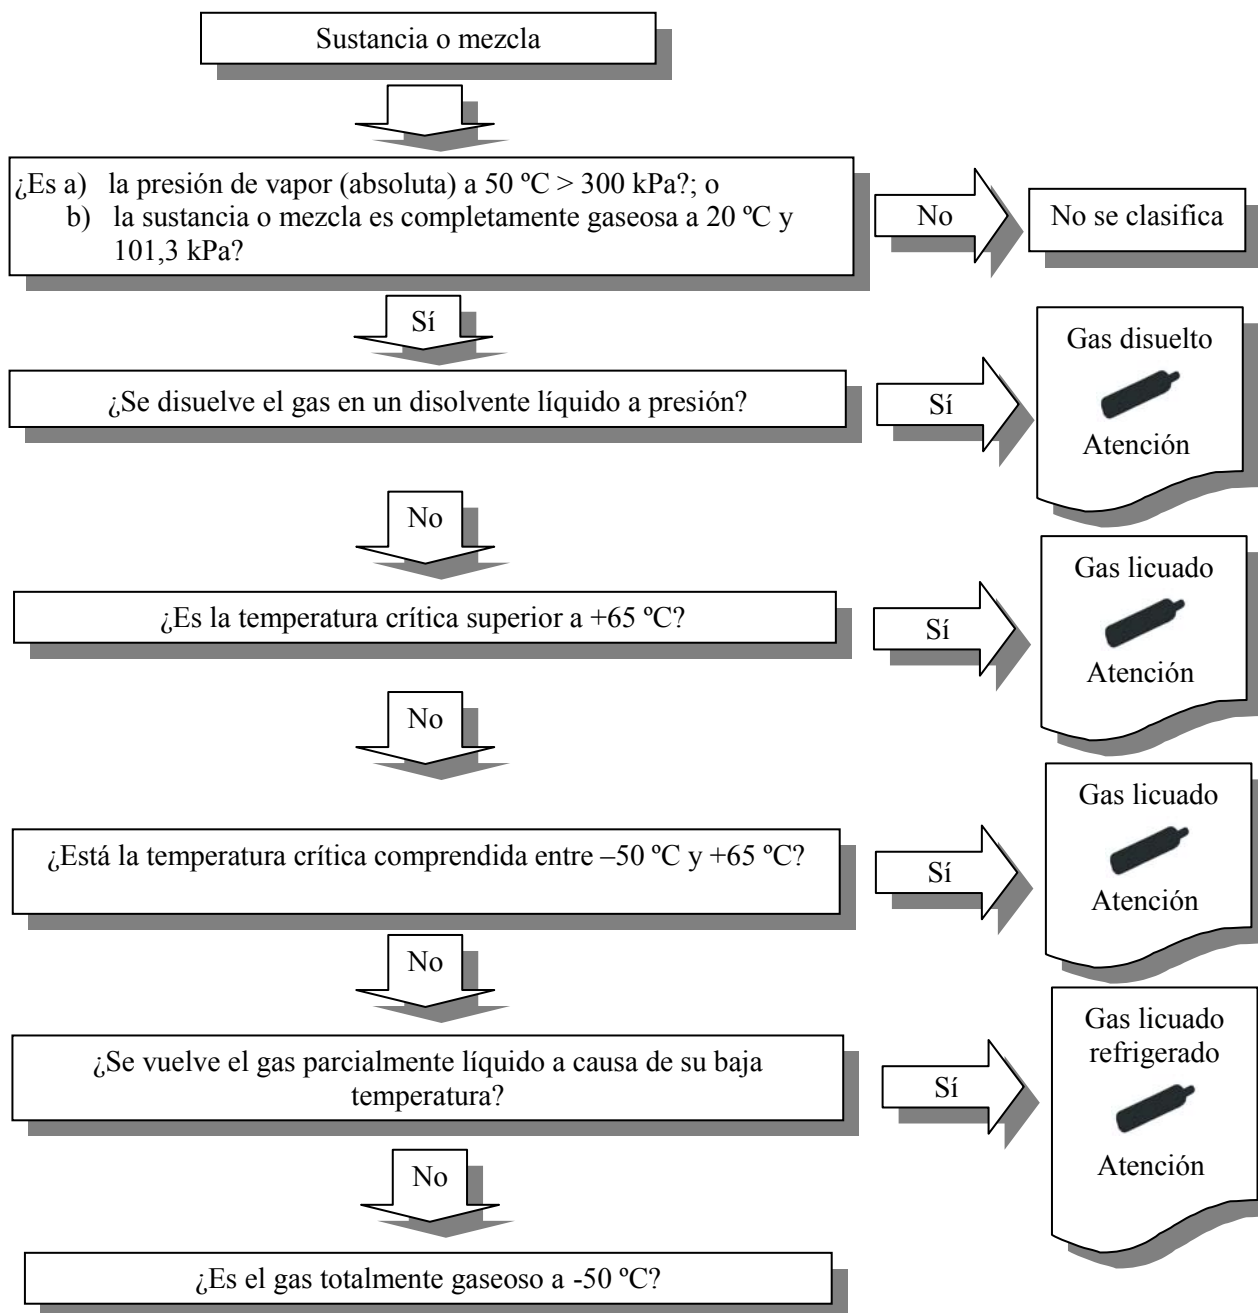 Sustancia o mezcla
¿Es a) la presión de vapor (absoluta) a 50 ºC > 300 kPa?; o
b) la sustancia o mezcla es completamente gaseosa a 20 ºC y
101,3 kPa?
No
No se clasifica
Sí
¿Se disuelve el gas en un disolvente líquido a presión?
Sí
Gas disuelto
Atención
No
¿Es la temperatura crítica superior a +65 ºC?
Sí
Gas licuado
Atención
No
¿Está la temperatura crítica comprendida entre –50 ºC y +65 ºC?
Sí
Gas licuado
Atención
No
¿Se vuelve el gas parcialmente líquido a causa de su baja
temperatura?
Sí
Gas licuado
refrigerado
Atención
No
¿Es el gas totalmente gaseoso a -50 ºC?